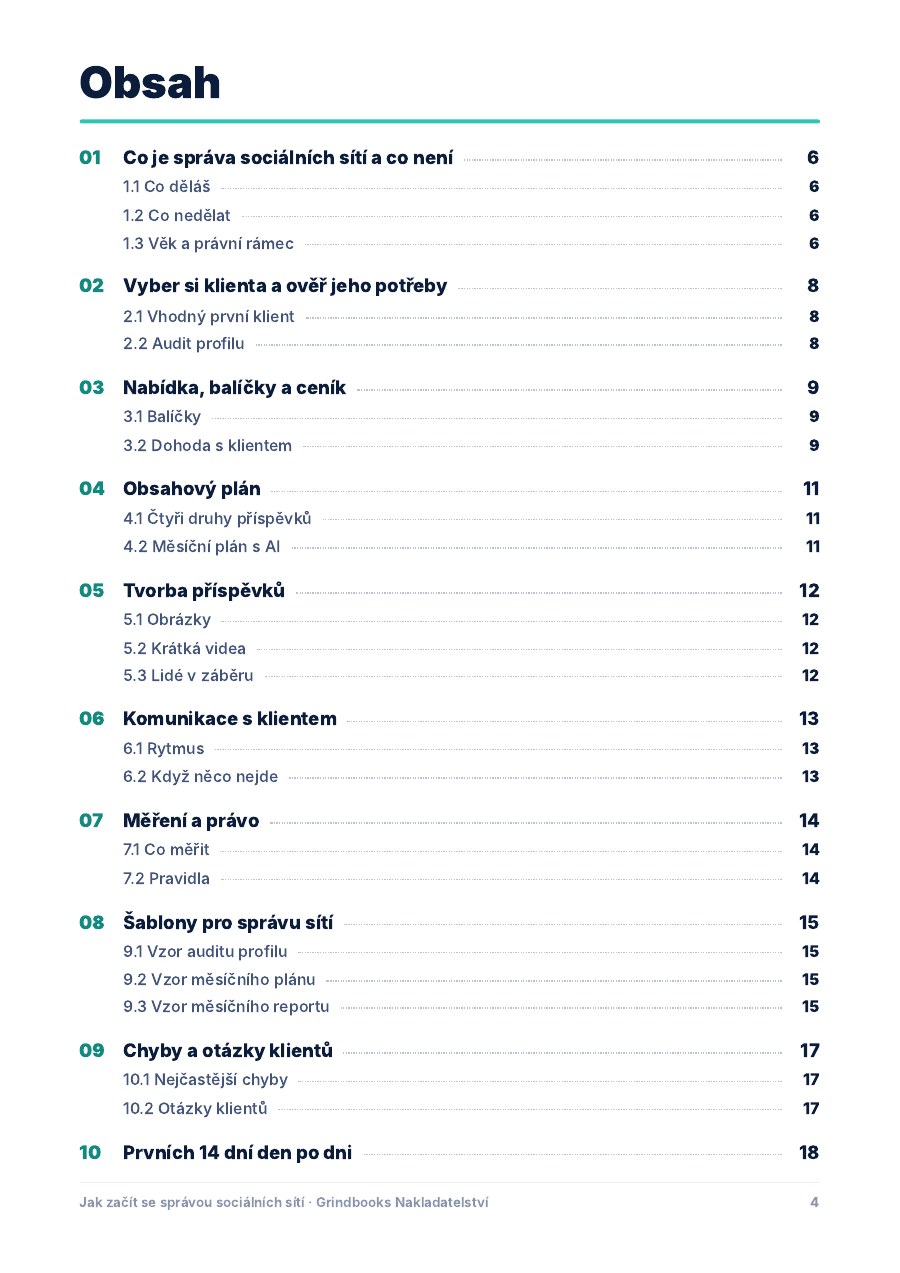 Obsah
01 Co je správa sociálních sítí a co není 6
1.1 Co děláš 6
1.2 Co nedělat 6
1.3 Věk a právní rámec 6
02 Vyber si klienta a ověř jeho potřeby 8
2.1 Vhodný první klient 8
2.2 Audit profilu 8
03 Nabídka, balíčky a ceník 9
3.1 Balíčky 9
3.2 Dohoda s klientem 9
04 Obsahový plán 11
4.1 Čtyři druhy příspěvků 11
4.2 Měsíční plán s AI 11
05 Tvorba příspěvků 12
5.1 Obrázky 12
5.2 Krátká videa 12
5.3 Lidé v záběru 12
06 Komunikace s klientem 13
6.1 Rytmus 13
6.2 Když něco nejde 13
07 Měření a právo 14
7.1 Co měřit 14
7.2 Pravidla 14
08 Šablony pro správu sítí 15
9.1 Vzor auditu profilu 15
9.2 Vzor měsíčního plánu 15
9.3 Vzor měsíčního reportu 15
09 Chyby a otázky klientů 17
10.1 Nejčastější chyby 17
10.2 Otázky klientů 17
10 Prvních 14 dní den po dni 18
Jak začít se správou sociálních sítí · Grindbooks Nakladatelství 4